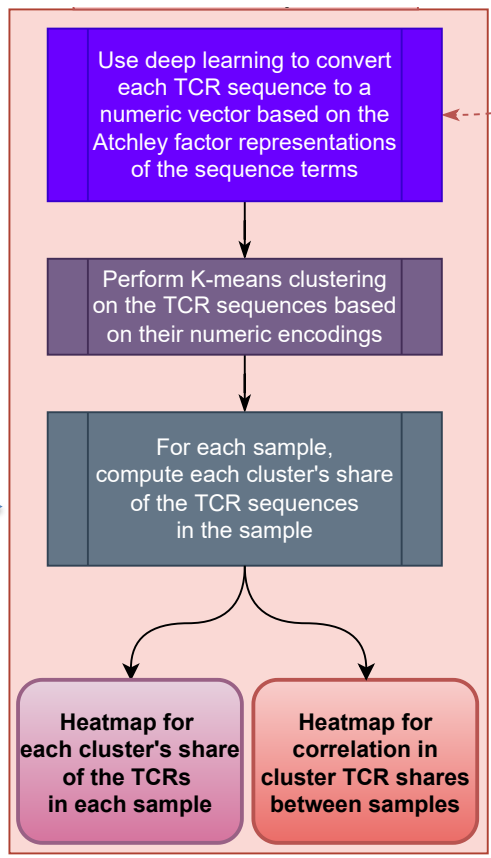 Use deep learning to convert
each TCR sequence to a
numeric vector based on the
Atchley factor representations
of the sequence terms
Perform K-means clustering
on the TCR sequences based
on their numeric encodings
For each sample,
compute each cluster's share
of the TCR sequences
in the sample
Heatmap for
each cluster's share
of the TCRs
in each sample
Heatmap for
correlation in
cluster TCR shares
between samples